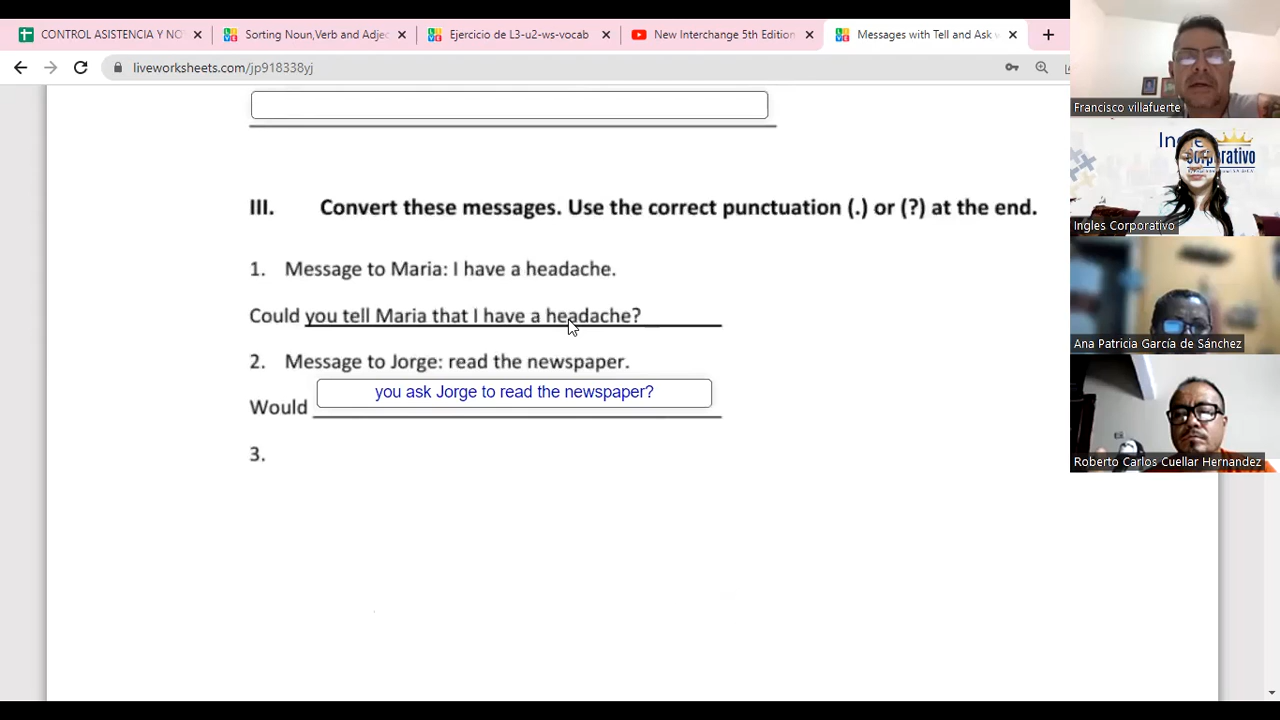 CONTROL ASISTENCIA Y NO
Sorting Noun,Verb and Adjec
Ejercicio de L3-u2-ws-vocab
New Interchange 5th Edition
Messages with Tell and Ask w
liveworksheets.com/jp918338yj
III. Convert these messages. Use the correct punctuation (.) or (?) at the end.
1. Message to Maria: I have a headache.
Could you tell Maria that I have a headache?
2. Message to Jorge: read the newspaper.
Would you ask Jorge to read the newspaper?
3.
Francisco villafuerte
Corporativo
Ingles Corporativo
Ana Patricia García de Sánchez
Roberto Carlos Cuellar Hernandez